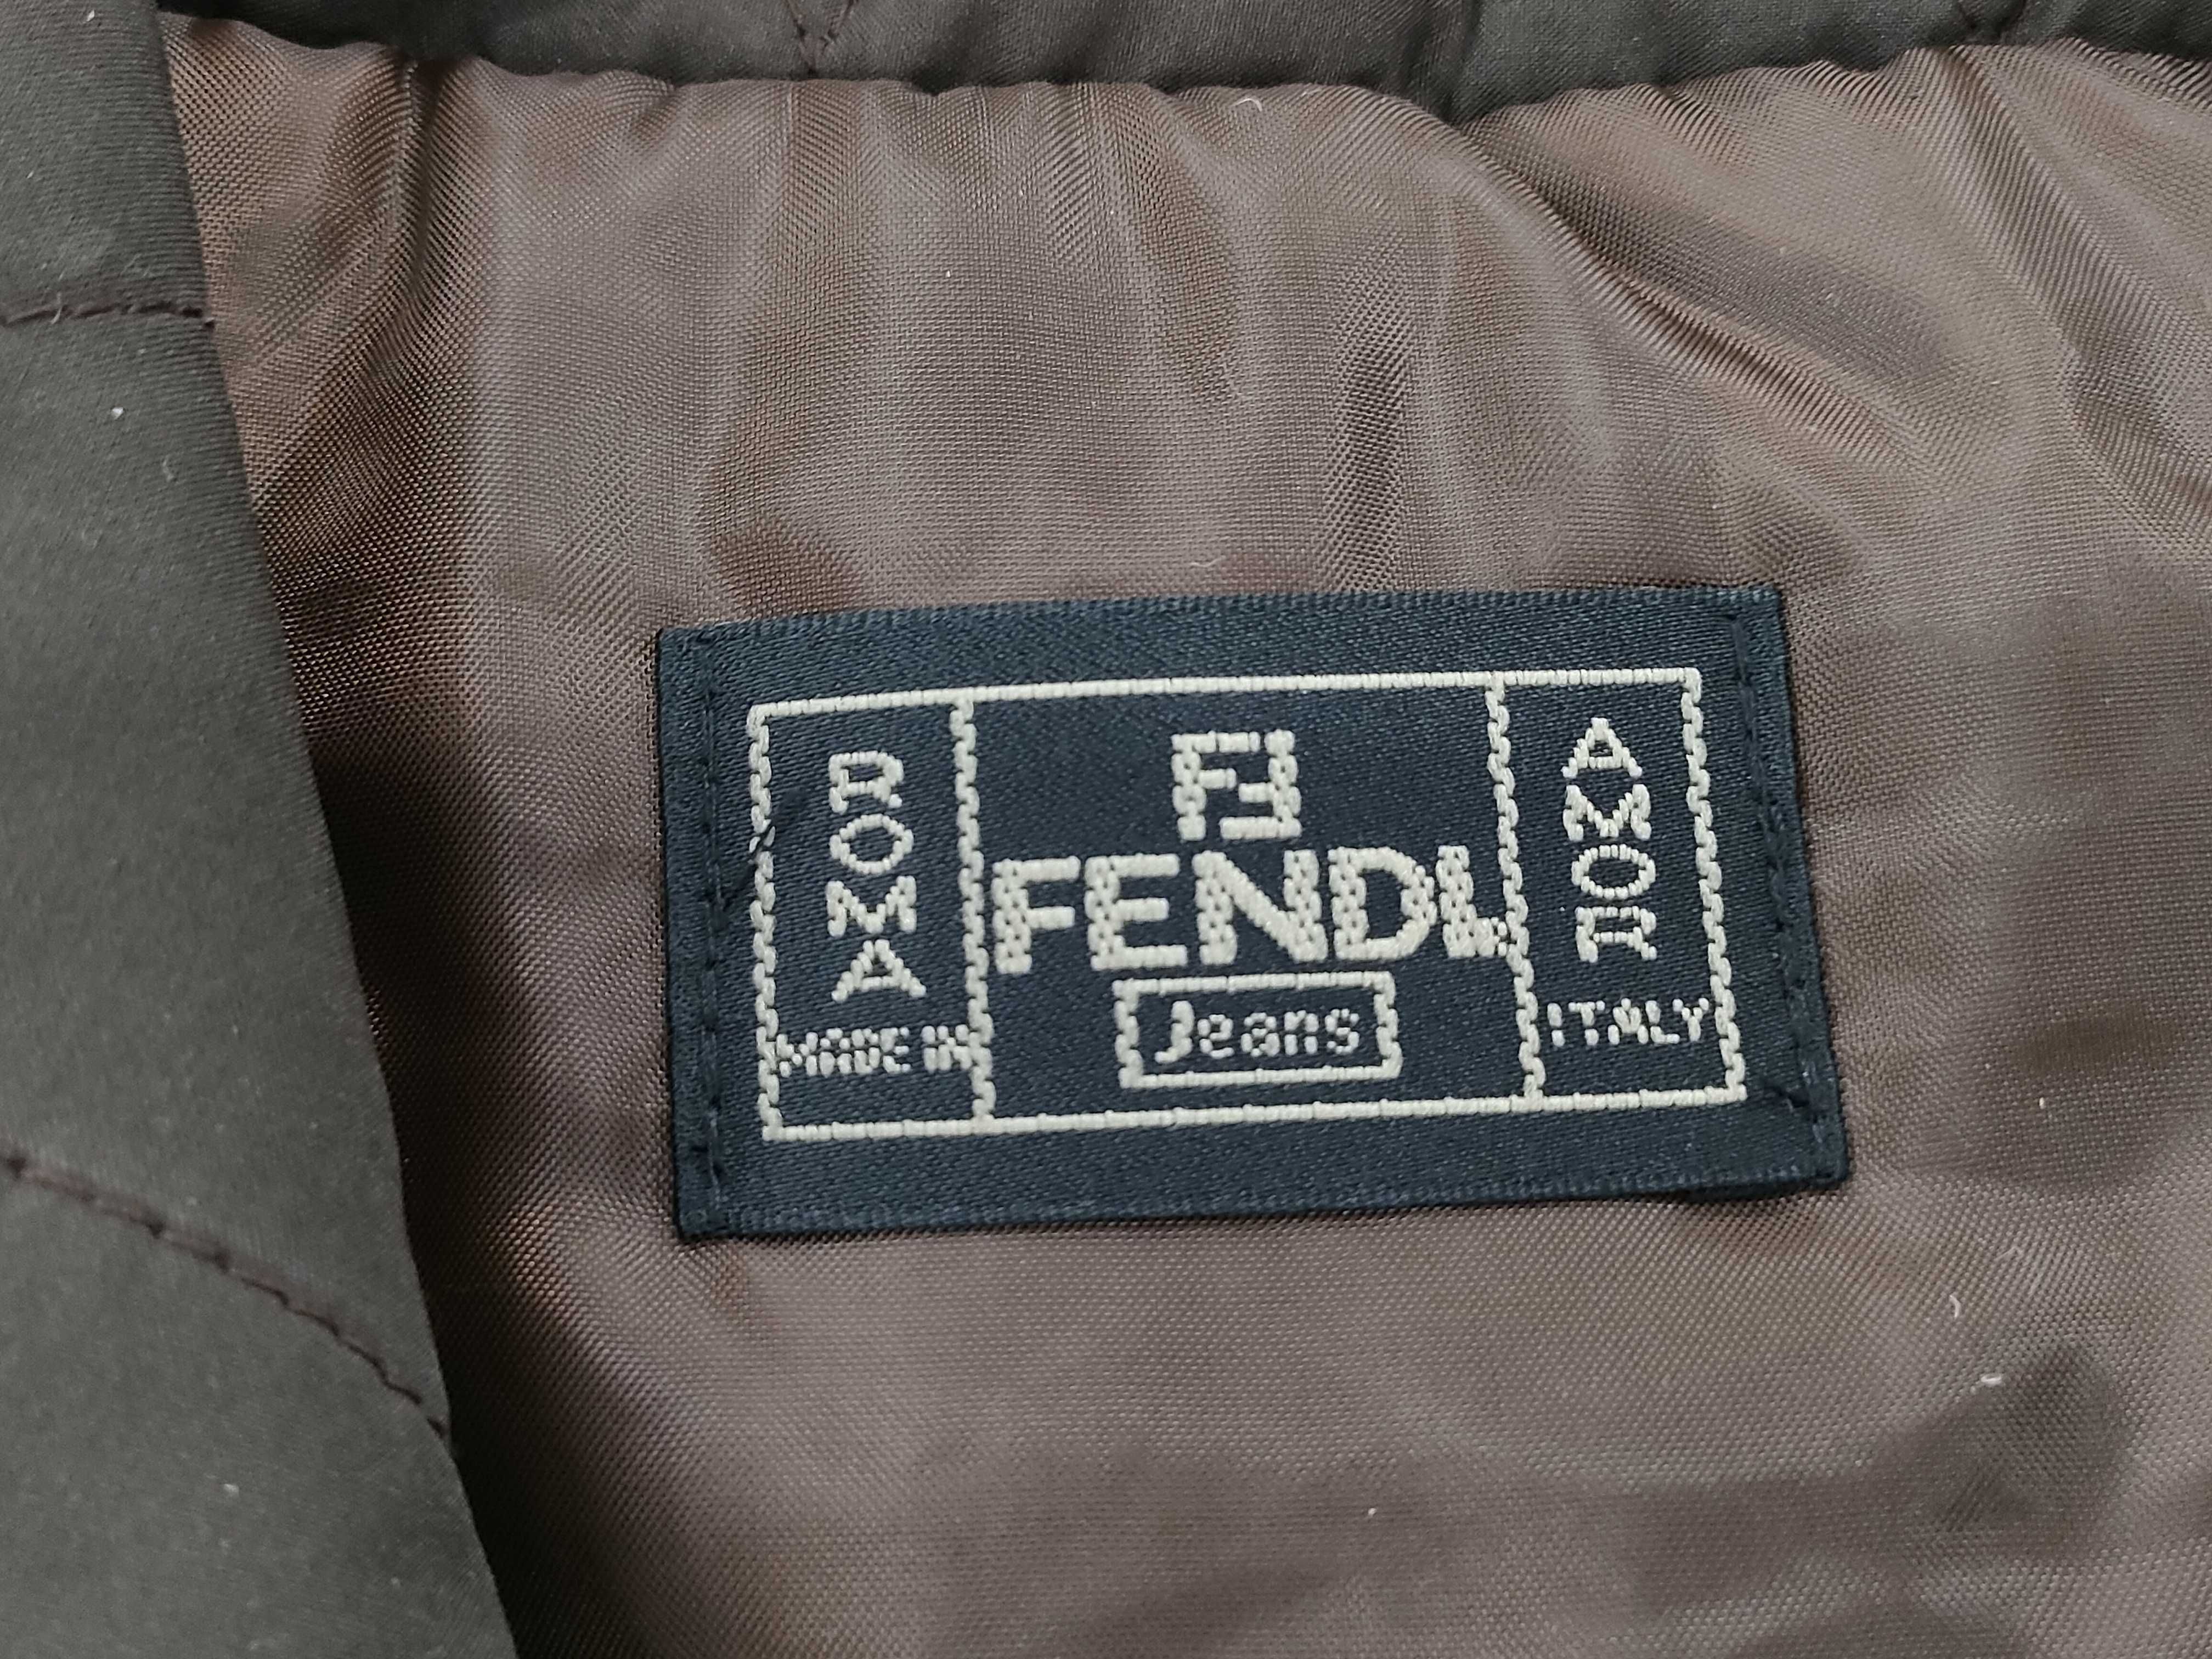 ROMA
MADE IN
FF
FENDI
Jeans
AMOR
ITALY